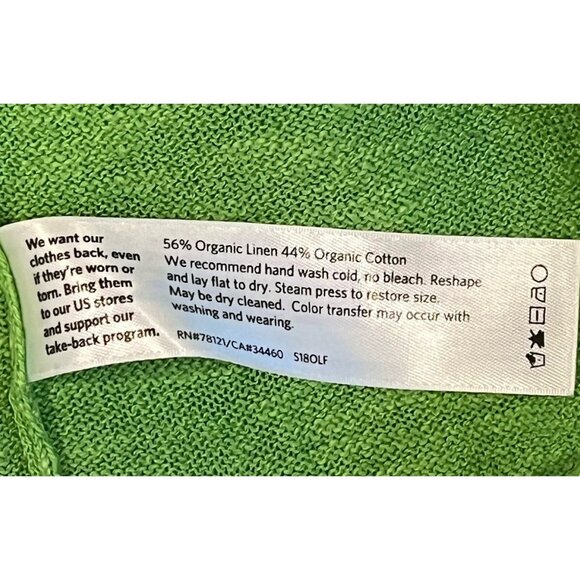 We want our
clothes back, even
if they're worn or
torn. Bring them
to our US stores
and support our
take-back program.
56% Organic Linen 44% Organic Cotton
We recommend hand wash cold, no bleach. Reshape
and lay flat to dry. Steam press to restore size.
May be dry cleaned. Color transfer may occur with
washing and wearing.
RN#78121/CA#34460 S18OLF